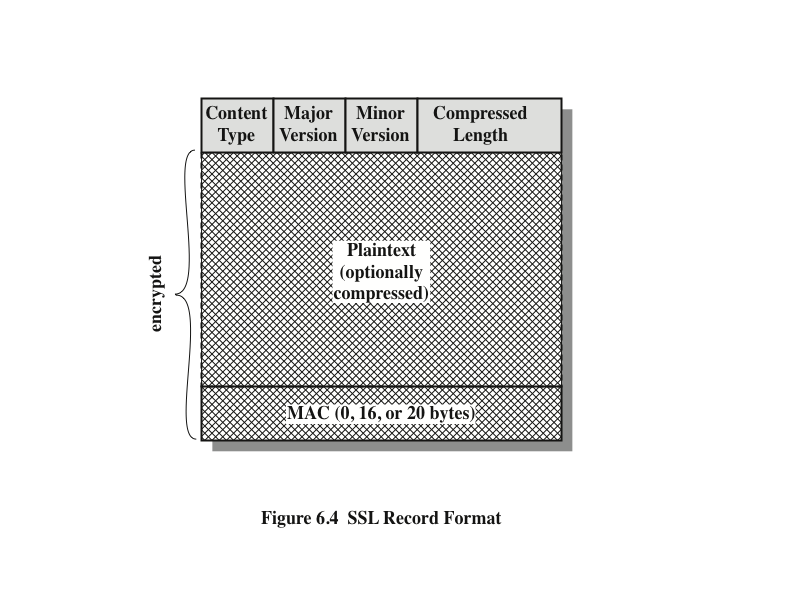 Content Type
Major Version
Minor Version
Compressed Length
encrypted
Plaintext
(optionally
compressed)
MAC (0, 16, or 20 bytes)
Figure 6.4 SSL Record Format